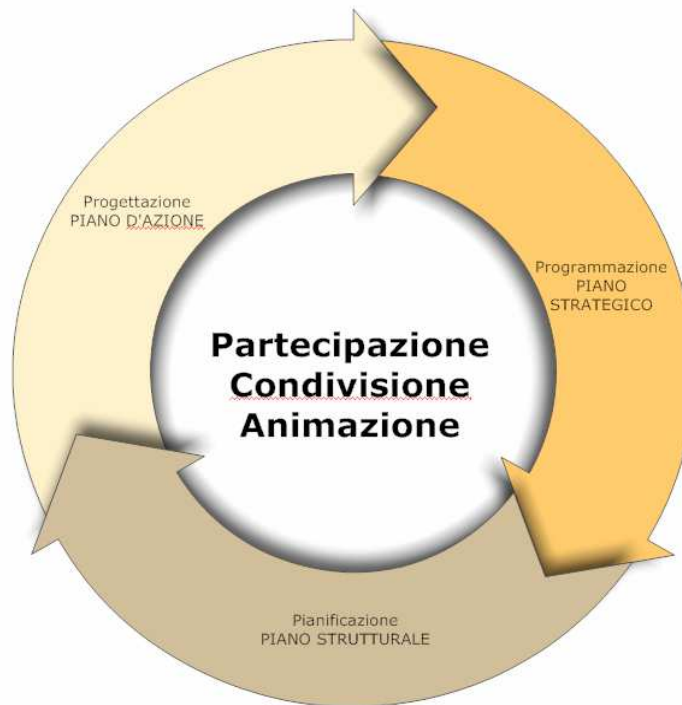 Progettazione
PIANO D'AZIONE
Programmazione
PIANO
STRATEGICO
Partecipazione
Condivisione
Animazione
Pianificazione
PIANO STRUTTURALE